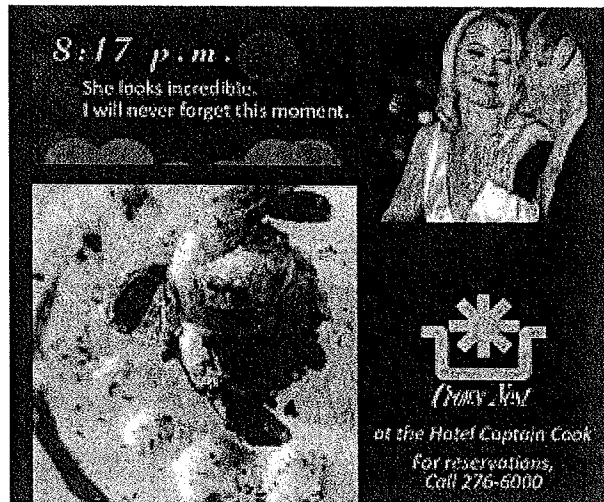 8:17 p.m.
She looks incredible.
I will never forget this moment.
Crow's Nest
at the Hotel Captain Cook
For reservations,
Call 276-6000